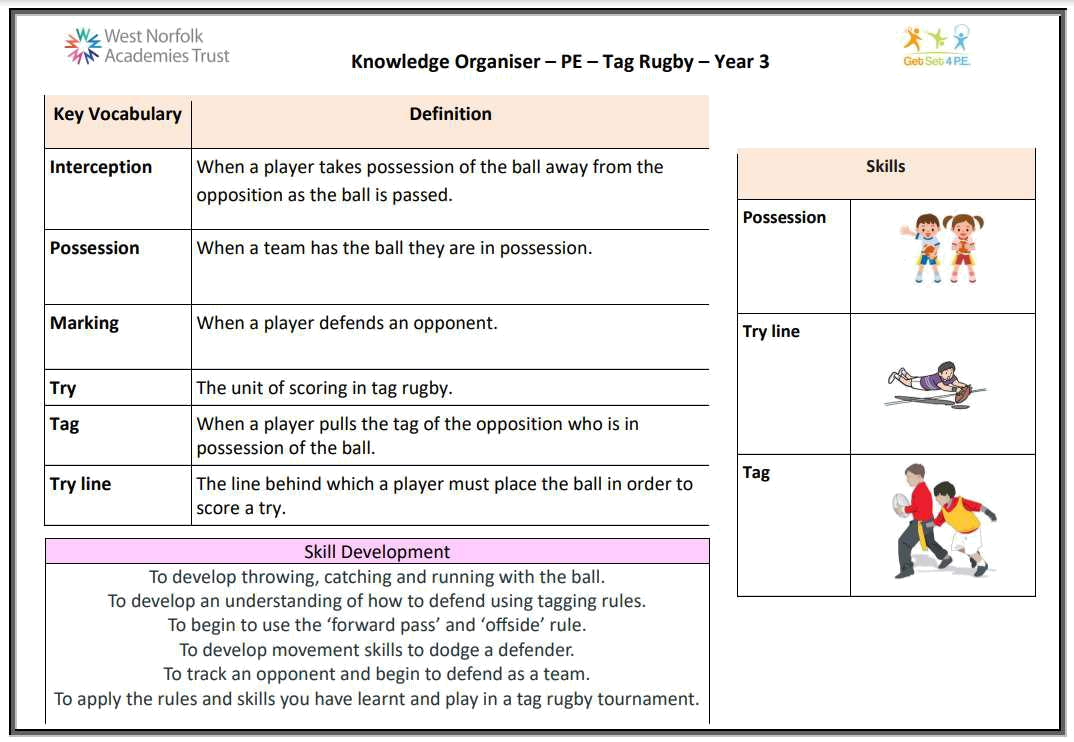 West Norfolk
Academies Trust
Get Set 4 P.E.
Knowledge Organiser – PE – Tag Rugby – Year 3
Key Vocabulary
Definition
Interception
When a player takes possession of the ball away from the
opposition as the ball is passed.
Possession
When a team has the ball they are in possession.
Marking
When a player defends an opponent.
Try
The unit of scoring in tag rugby.
Tag
When a player pulls the tag of the opposition who is in
possession of the ball.
Try line
The line behind which a player must place the ball in order to
score a try.
Skill Development
To develop throwing, catching and running with the ball.
To develop an understanding of how to defend using tagging rules.
To begin to use the ‘forward pass’ and ‘offside’ rule.
To develop movement skills to dodge a defender.
To track an opponent and begin to defend as a team.
To apply the rules and skills you have learnt and play in a tag rugby tournament.
Skills
Possession
Try line
Tag